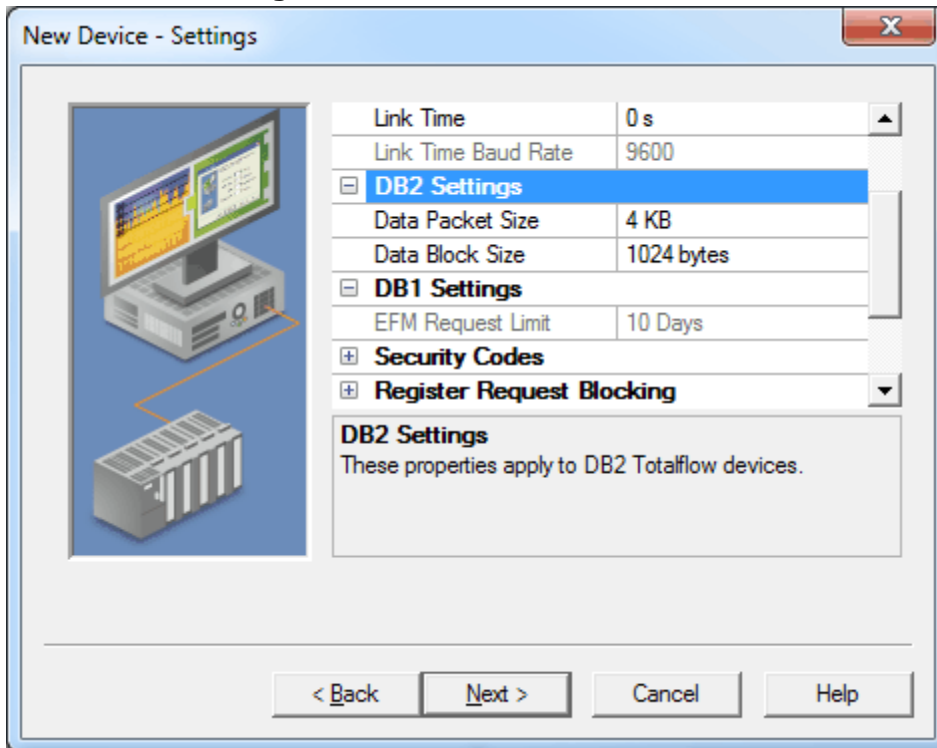 New Device - Settings
Link Time 0 s
Link Time Baud Rate 9600
DB2 Settings
Data Packet Size 4 KB
Data Block Size 1024 bytes
DB1 Settings
EFM Request Limit 10 Days
Security Codes
Register Request Blocking
DB2 Settings
These properties apply to DB2 Totalflow devices.
< Back Next > Cancel Help